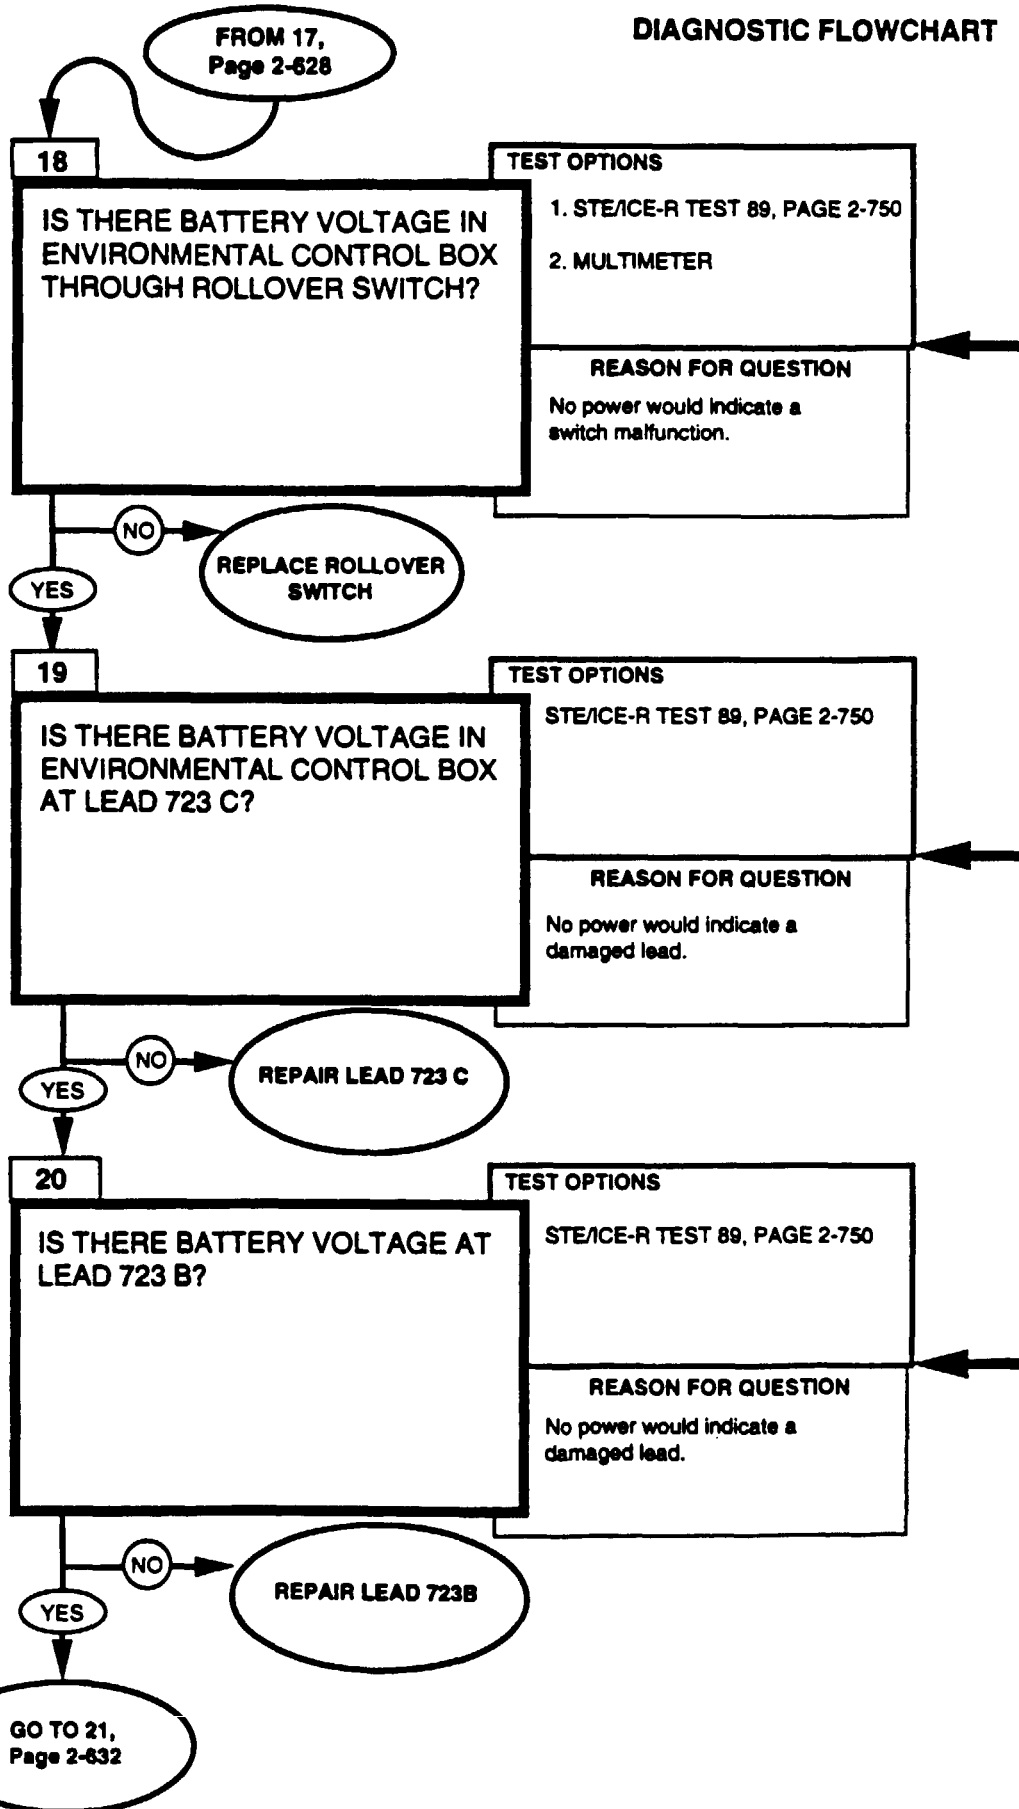 DIAGNOSTIC FLOWCHART
FROM 17,
Page 2-628
18
IS THERE BATTERY VOLTAGE IN
ENVIRONMENTAL CONTROL BOX
THROUGH ROLLOVER SWITCH?
TEST OPTIONS
1. STE/ICE-R TEST 89, PAGE 2-750
2. MULTIMETER
REASON FOR QUESTION
No power would indicate a
switch malfunction.
NO
REPLACE ROLLOVER
SWITCH
YES
19
IS THERE BATTERY VOLTAGE IN
ENVIRONMENTAL CONTROL BOX
AT LEAD 723 C?
TEST OPTIONS
STE/ICE-R TEST 89, PAGE 2-750
REASON FOR QUESTION
No power would indicate a
damaged lead.
NO
REPAIR LEAD 723 C
YES
20
IS THERE BATTERY VOLTAGE AT
LEAD 723 B?
TEST OPTIONS
STE/ICE-R TEST 89, PAGE 2-750
REASON FOR QUESTION
No power would indicate a
damaged lead.
NO
REPAIR LEAD 723B
YES
GO TO 21,
Page 2-632